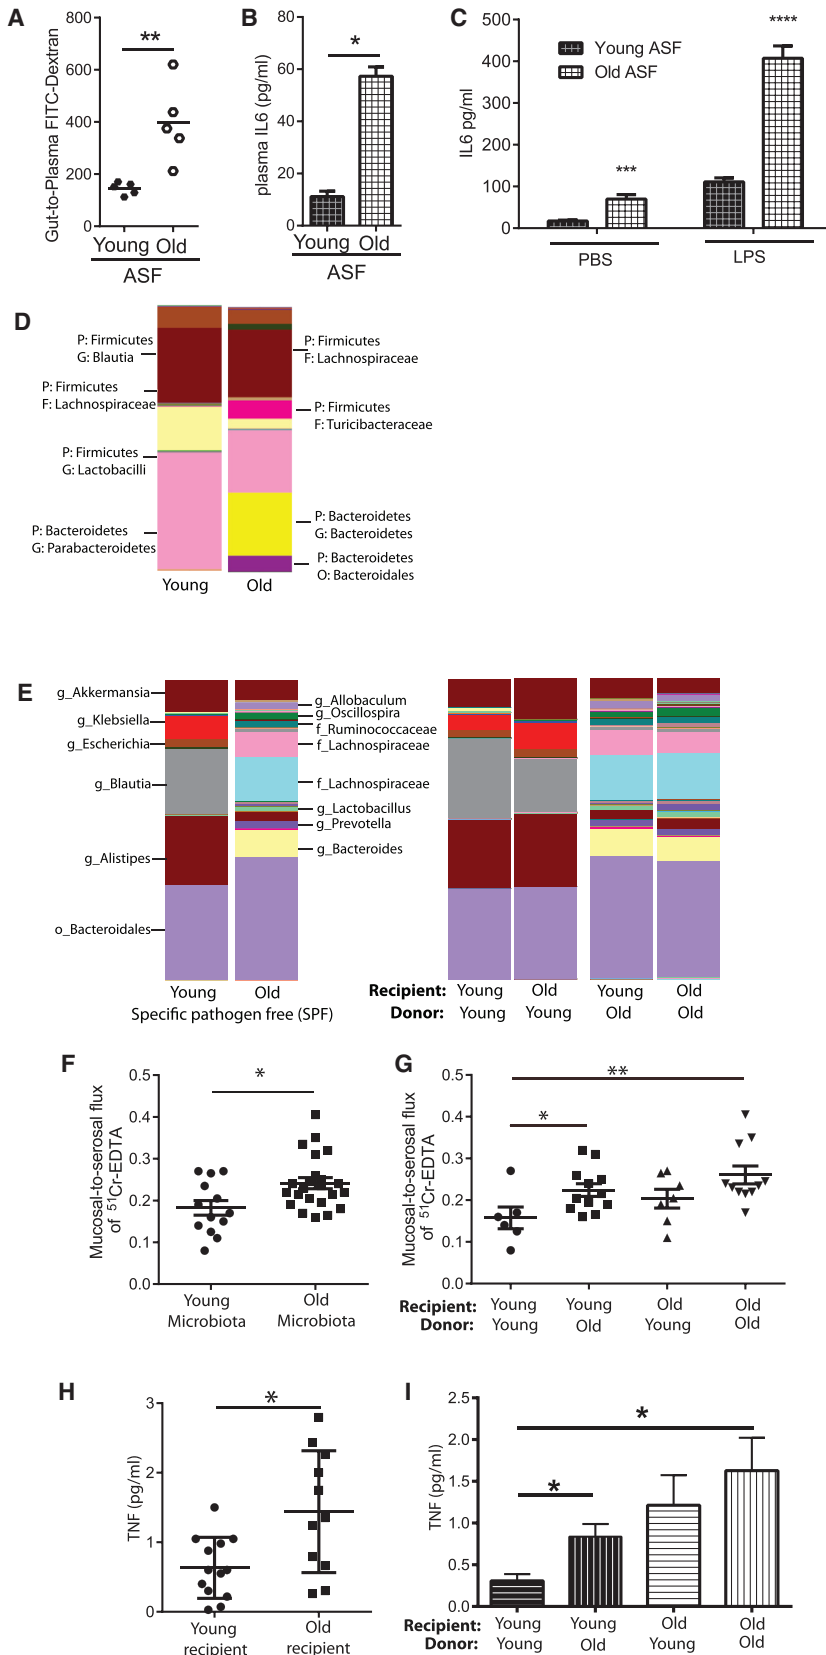 A
Gut-to-Plasma FITC-Dextran
800
600
400
200
0
**
Young Old
ASF
B
plasma IL6 (pg/ml)
80
60
40
20
0
*
Young Old
ASF
C
IL6 pg/ml
500
400
300
200
100
0
Young ASF
Old ASF
***
****
PBS
LPS
D
P: Firmicutes
G: Blautia
P: Firmicutes
F: Lachnospiraceae
P: Firmicutes
G: Lactobacilli
P: Bacteroidetes
G: Parabacteroidetes
P: Firmicutes
F: Lachnospiraceae
P: Firmicutes
F: Turicibacteraceae
P: Bacteroidetes
G: Bacteroidetes
P: Bacteroidetes
O: Bacteroidales
Young
Old
E
g_Akkermansia
g_Klebsiella
g_Escherichia
g_Blautia
g_Alistipes
o_Bacteroidales
g_Allobaculum
g_Oscillospira
f_Ruminoccaceae
f_Lachnospiraceae
f_Lachnospiraceae
g_Lactobacillus
g_Prevotella
g_Bacteroides
Young Old
Specific pathogen free (SPF)
Recipient: Young Old Young Old
Donor: Young Young Old Old
F
Mucosal-to-serosal flux
of 51Cr-EDTA
0.5
0.4
0.3
0.2
0.1
0.0
*
Young Old
Microbiota Microbiota
G
Mucosal-to-serosal flux
of 51Cr-EDTA
0.5
0.4
0.3
0.2
0.1
0.0
**
*
Recipient: Young Young Old Old
Donor: Young Old Young Old
H
TNF (pg/ml)
3
2
1
0
*
Young Old
recipient recipient
I
TNF (pg/ml)
2.5
2.0
1.5
1.0
0.5
0.0
*
*
Recipient: Young Young Old Old
Donor: Young Old Young Old